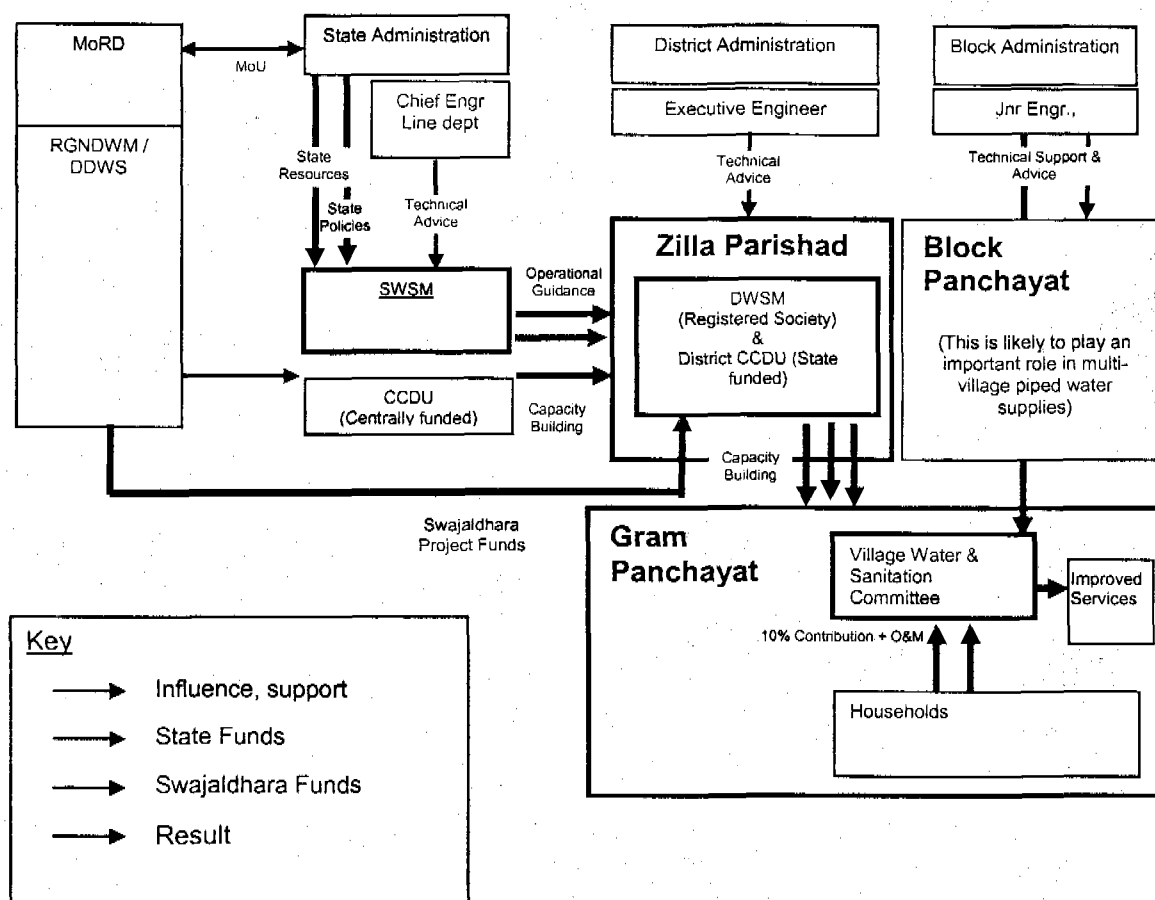 MoRD
MoU
State Administration
Chief Engr
Line dept
District Administration
Executive Engineer
Block Administration
Jnr Engr.,
RGNDWM /
DDWS
State
Resources
State
Policies
Technical
Advice
Technical
Advice
Technical Support &
Advice
SWSM
Operational
Guidance
Zilla Parishad
DWSM
(Registered Society)
&
District CCDU (State
funded)
Block
Panchayat
(This is likely to play an
important role in multi-
village piped water
supplies)
CCDU
(Centrally funded)
Capacity
Building
Capacity
Building
Swajaldhara
Project Funds
Gram
Panchayat
Village Water &
Sanitation
Committee
Improved
Services
10% Contribution + O&M
Households
Key
Influence, support
State Funds
Swajaldhara Funds
Result